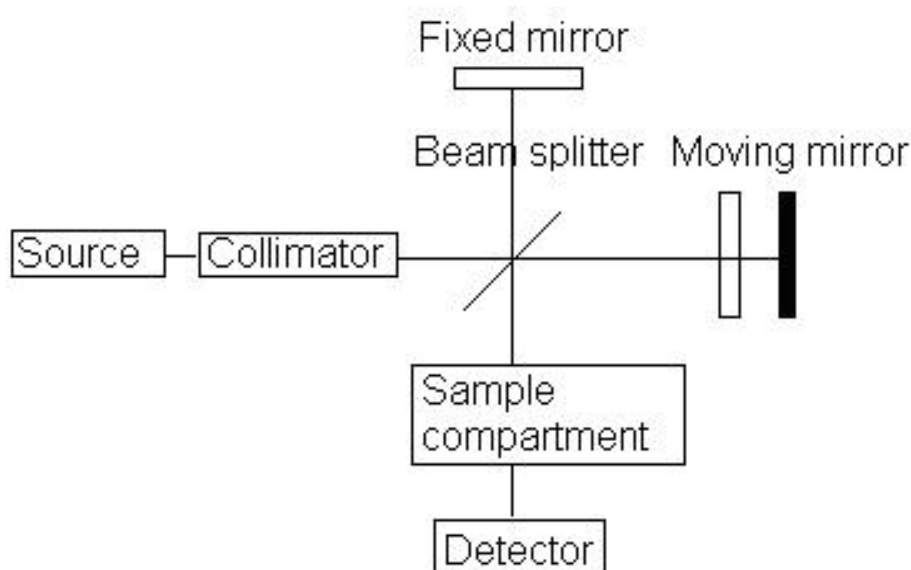 Fixed mirror
Beam splitter
Moving mirror
Source
Collimator
Sample
compartment
Detector